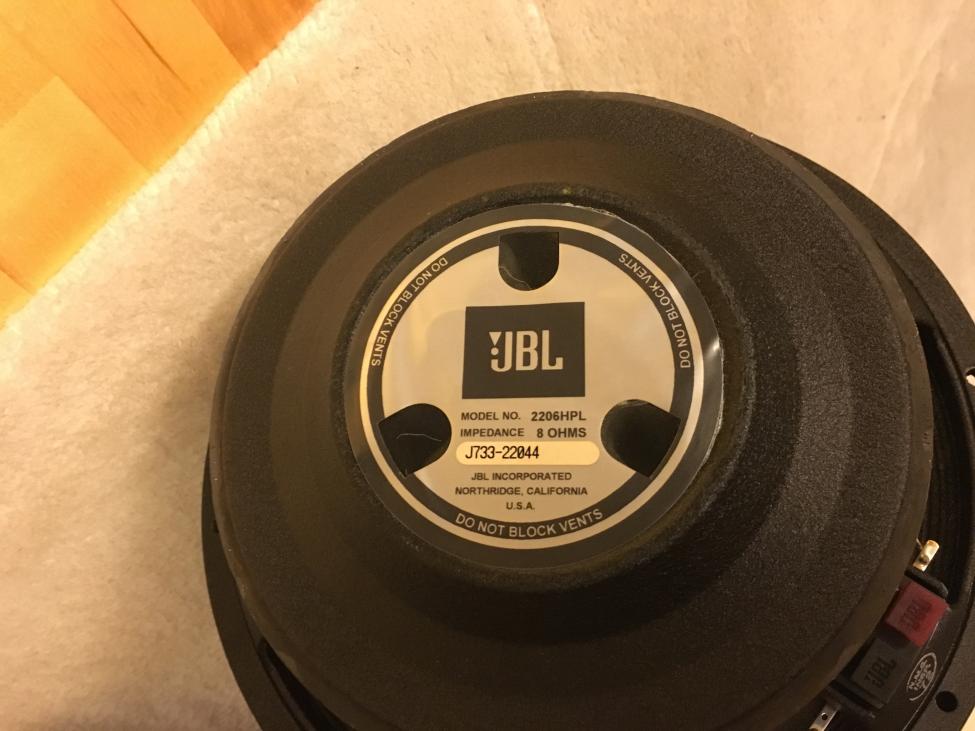 DO NOT BLOCK VENTS
DO NOT BLOCK VENTS
JBL
MODEL NO. 2206HPL
IMPEDANCE 8 OHMS
J733-22044
JBL INCORPORATED
NORTHRIDGE, CALIFORNIA
U.S.A.
DO NOT BLOCK VENTS
JBL
JBL